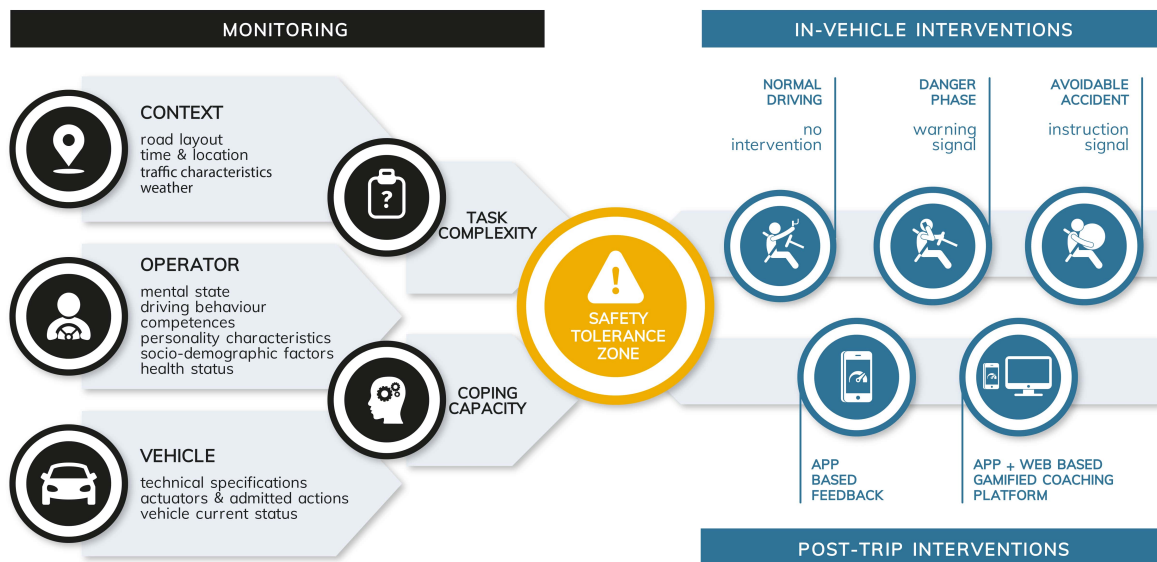 MONITORING
CONTEXT
road layout
time & location
traffic characteristics
weather
OPERATOR
mental state
driving behaviour
competences
personality characteristics
socio-demographic factors
health status
VEHICLE
technical specifications
actuators & admitted actions
vehicle current status
?
TASK
COMPLEXITY
COPING
CAPACITY
!
SAFETY
TOLERANCE
ZONE
IN-VEHICLE INTERVENTIONS
NORMAL
DRIVING
no
intervention
DANGER
PHASE
warning
signal
AVOIDABLE
ACCIDENT
instruction
signal
APP
BASED
FEEDBACK
APP + WEB BASED
GAMIFIED COACHING
PLATFORM
POST-TRIP INTERVENTIONS